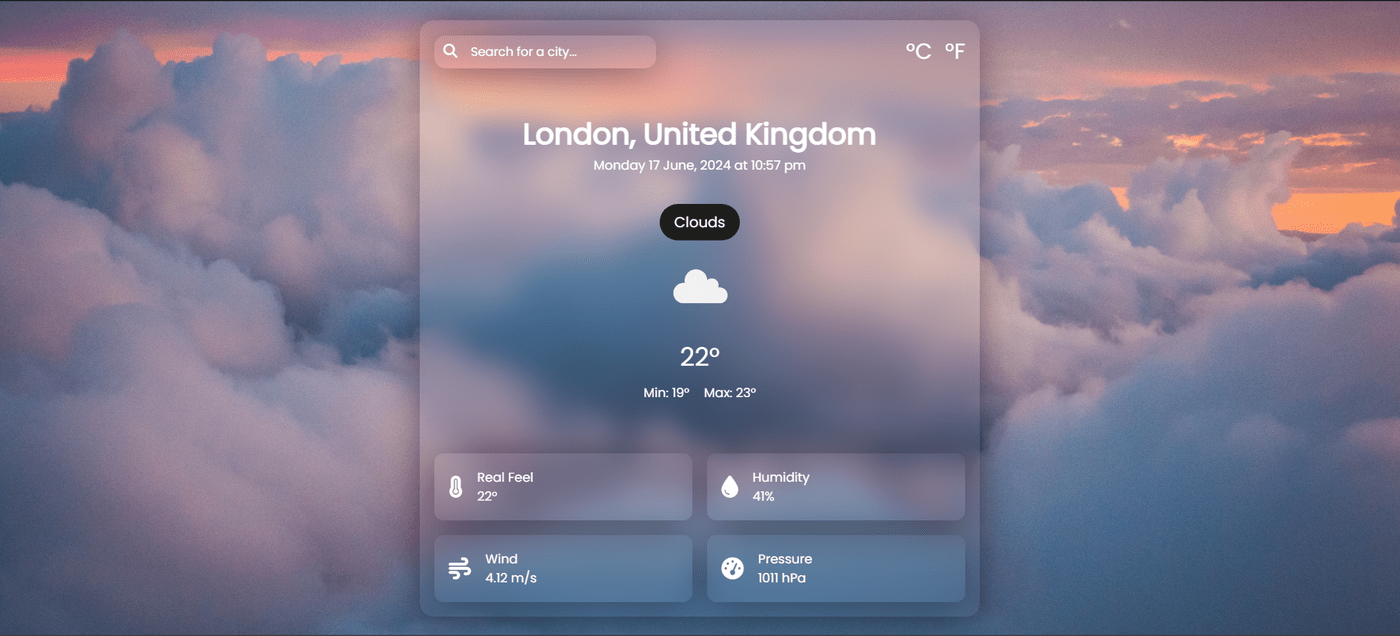 Search for a city...
°C °F
London, United Kingdom
Monday 17 June, 2024 at 10:57 pm
Clouds
22°
Min: 19° Max: 23°
Real Feel
22°
Humidity
41%
Wind
4.12 m/s
Pressure
1011 hPa